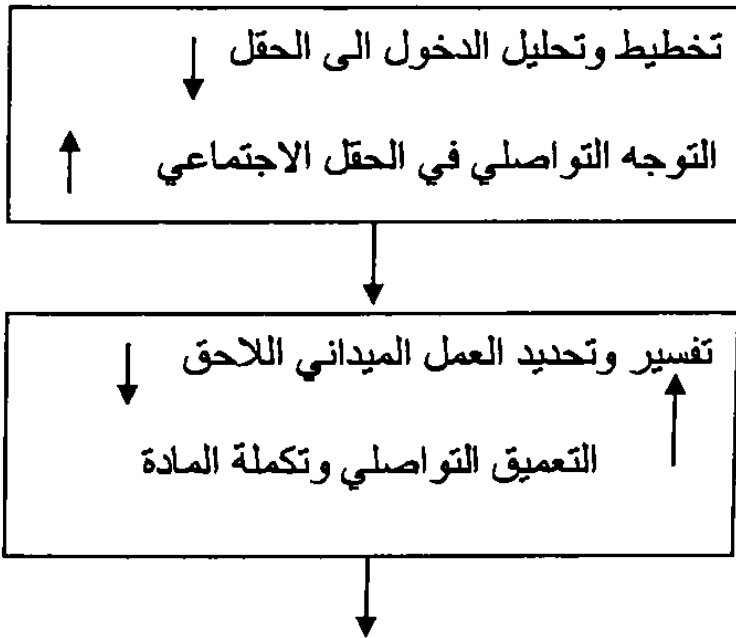 تخطيط وتحليل الدخول الى الحقل
التوجه التواصلي في الحقل الاجتماعي
تفسير وتحديد العمل الميداني اللاحق
التعميق التواصلي وتكملة المادة